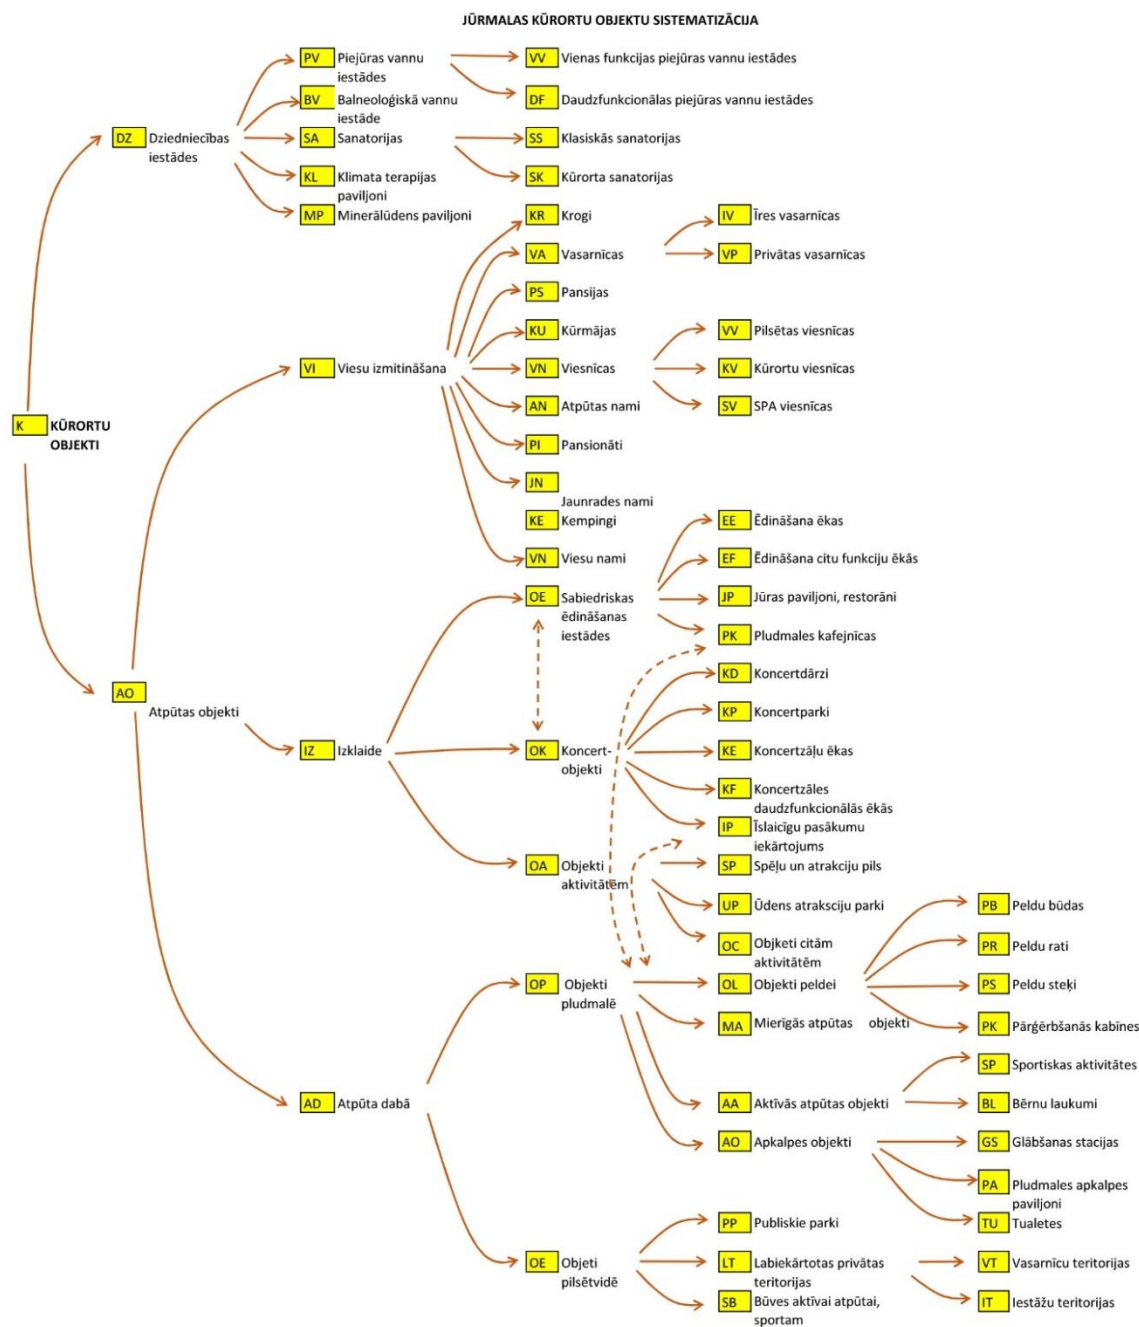 JŪRMALAS KŪRORTU OBJEKTU SISTEMATIZĀCIJA
PV Piejūras vannu
iestādes
VV Vienas funkcijas piejūras vannu iestādes
BV Balneoloģiskā vannu
iestāde
DF Daudzfunkcionālas piejūras vannu iestādes
DZ Dziedniecības
iestādes
SA Sanatorijas
SS Klasiskās sanatorijas
KL Klimata terapijas
paviljoni
SK Kūrorta sanatorijas
MP Minerālūdens paviljoni
KR Krogi
IV Īres vasarnīcas
VA Vasarnīcas
VP Privātas vasarnīcas
PS Pansijas
KU Kūrmājas
VV Pilsētas viesnīcas
VI Viesu izmitināšana
VN Viesnīcas
KV Kūrortu viesnīcas
AN Atpūtas nami
SV SPA viesnīcas
K KŪRORTU
OBJEKTI
PI Pansionāti
JN
Jaunrades nami
KE Kempingi
EE Ēdināšana ēkas
VN Viesu nami
EF Ēdināšana citu funkciju ēkās
OE Sabiedriskas
ēdināšanas
iestādes
JP Jūras paviljoni, restorāni
PK Pludmales kafejnīcas
KD Koncertdārzi
AO
Atpūtas objekti
KP Koncertparki
IZ Izklaide
OK Koncert-
objekti
KE Koncertzāļu ēkas
KF Koncertzāles
daudzfunkcionālās ēkās
IP Īslaicīgu pasākumu
iekārtojums
OA Objekti
aktivitātēm
SP Spēļu un atrakciju pils
UP Ūdens atraksciju parki
PB Peldu būdas
OC Objketi citām
aktivitātēm
PR Peldu rati
OP Objekti
pludmalē
OL Objekti peldei
PS Peldu steķi
MA Mierīgās atpūtas objekti
PK Pārģērbšanās kabīnes
SP Sportiskas aktivitātes
AD Atpūta dabā
AA Aktīvās atpūtas objekti
BL Bērnu laukumi
AO Apkalpes objekti
GS Glābšanas stacijas
PA Pludmales apkalpes
paviljoni
PP Publiskie parki
TU Tualetes
OE Objeti
pilsētvidē
LT Labiekārtotas privātas
teritorijas
VT Vasarnīcu teritorijas
SB Būves aktīvai atpūtai,
sportam
IT Iestāžu teritorijas